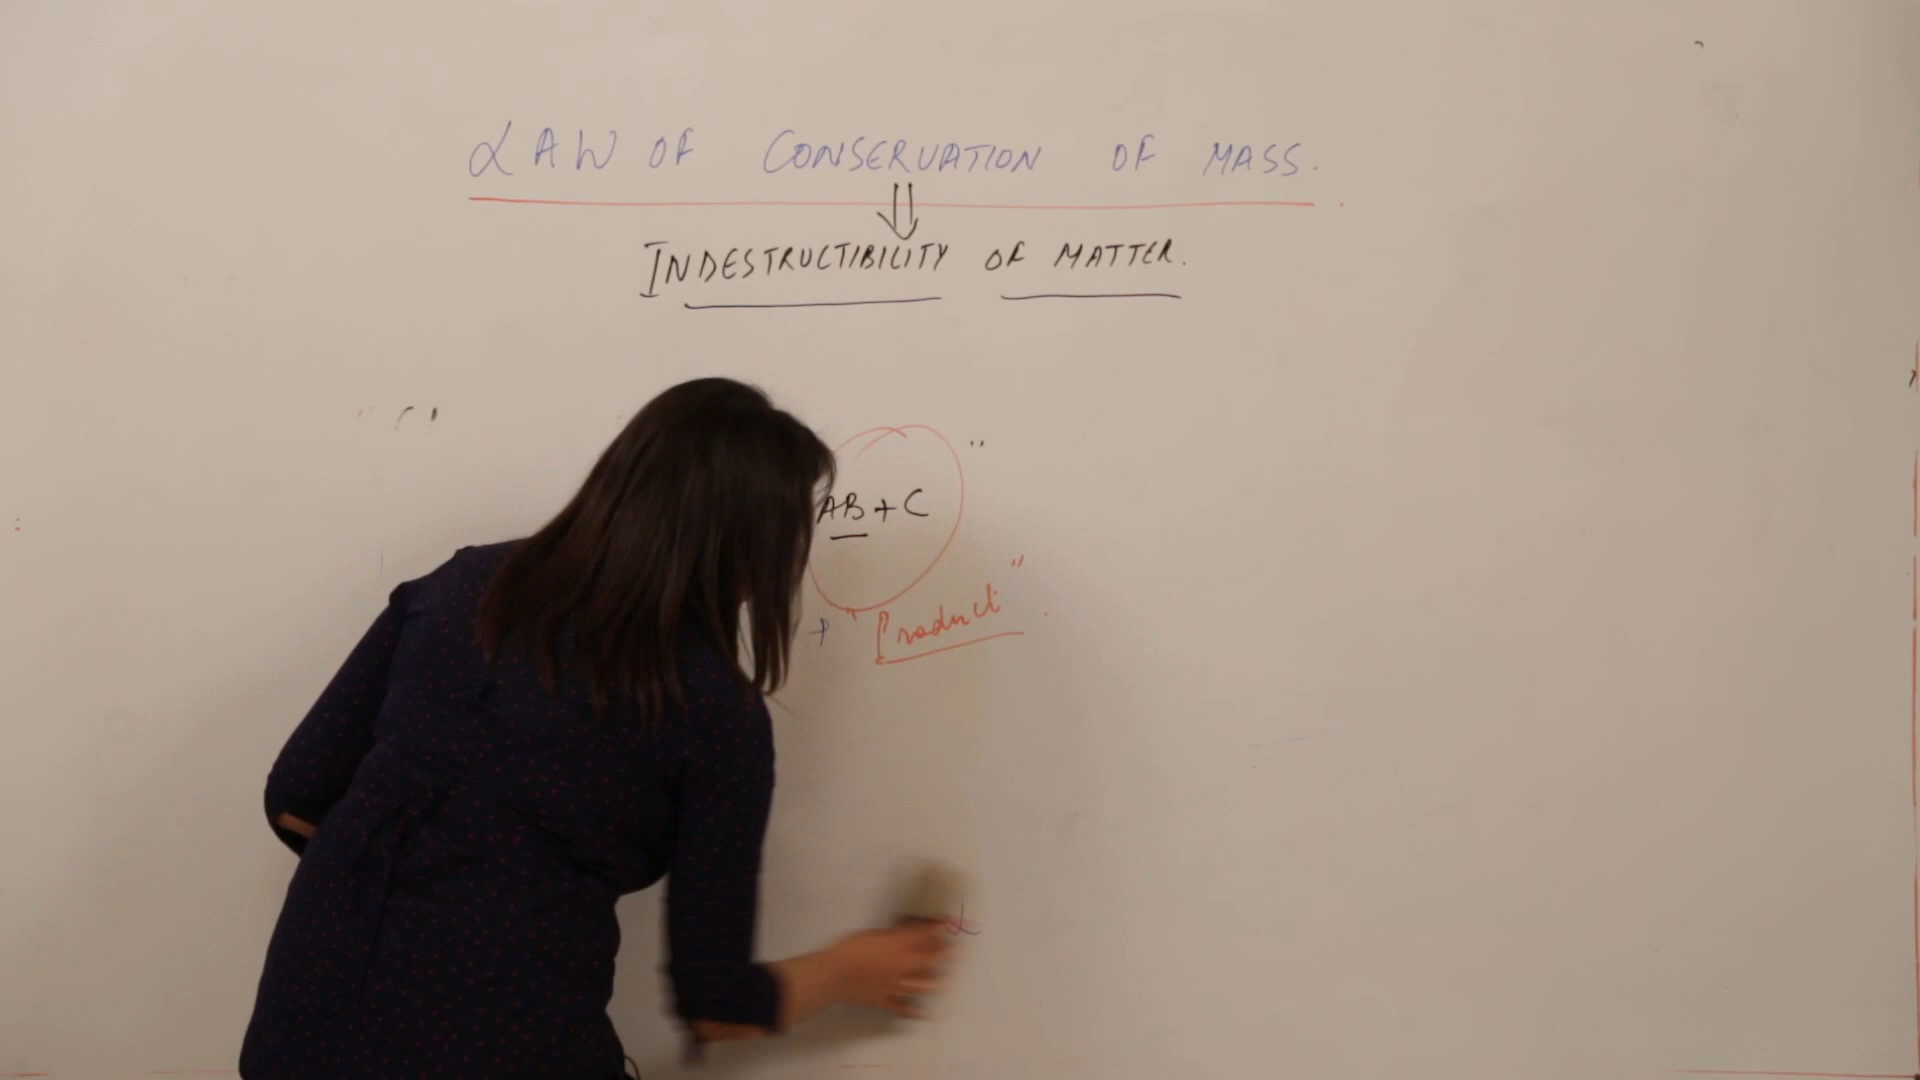 LAW OF CONSERVATION OF MASS.
INDESTRUCTIBILITY OF MATTER.
AB + C "
+ "Product"